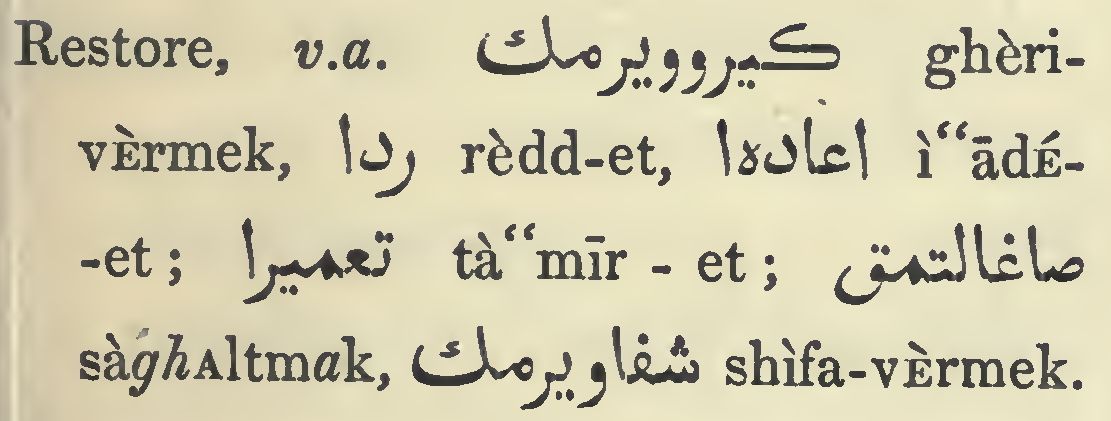 Restore, v.a. كيروويرمك ghèri-
vÈrmek, ردا rèdd-et, اعادها ì“ādÉ-
-et ; تعميرا tà“mīr - et ; صاغالتمق
sàghAltmak, شفاويرمك shìfa-vÈrmek.